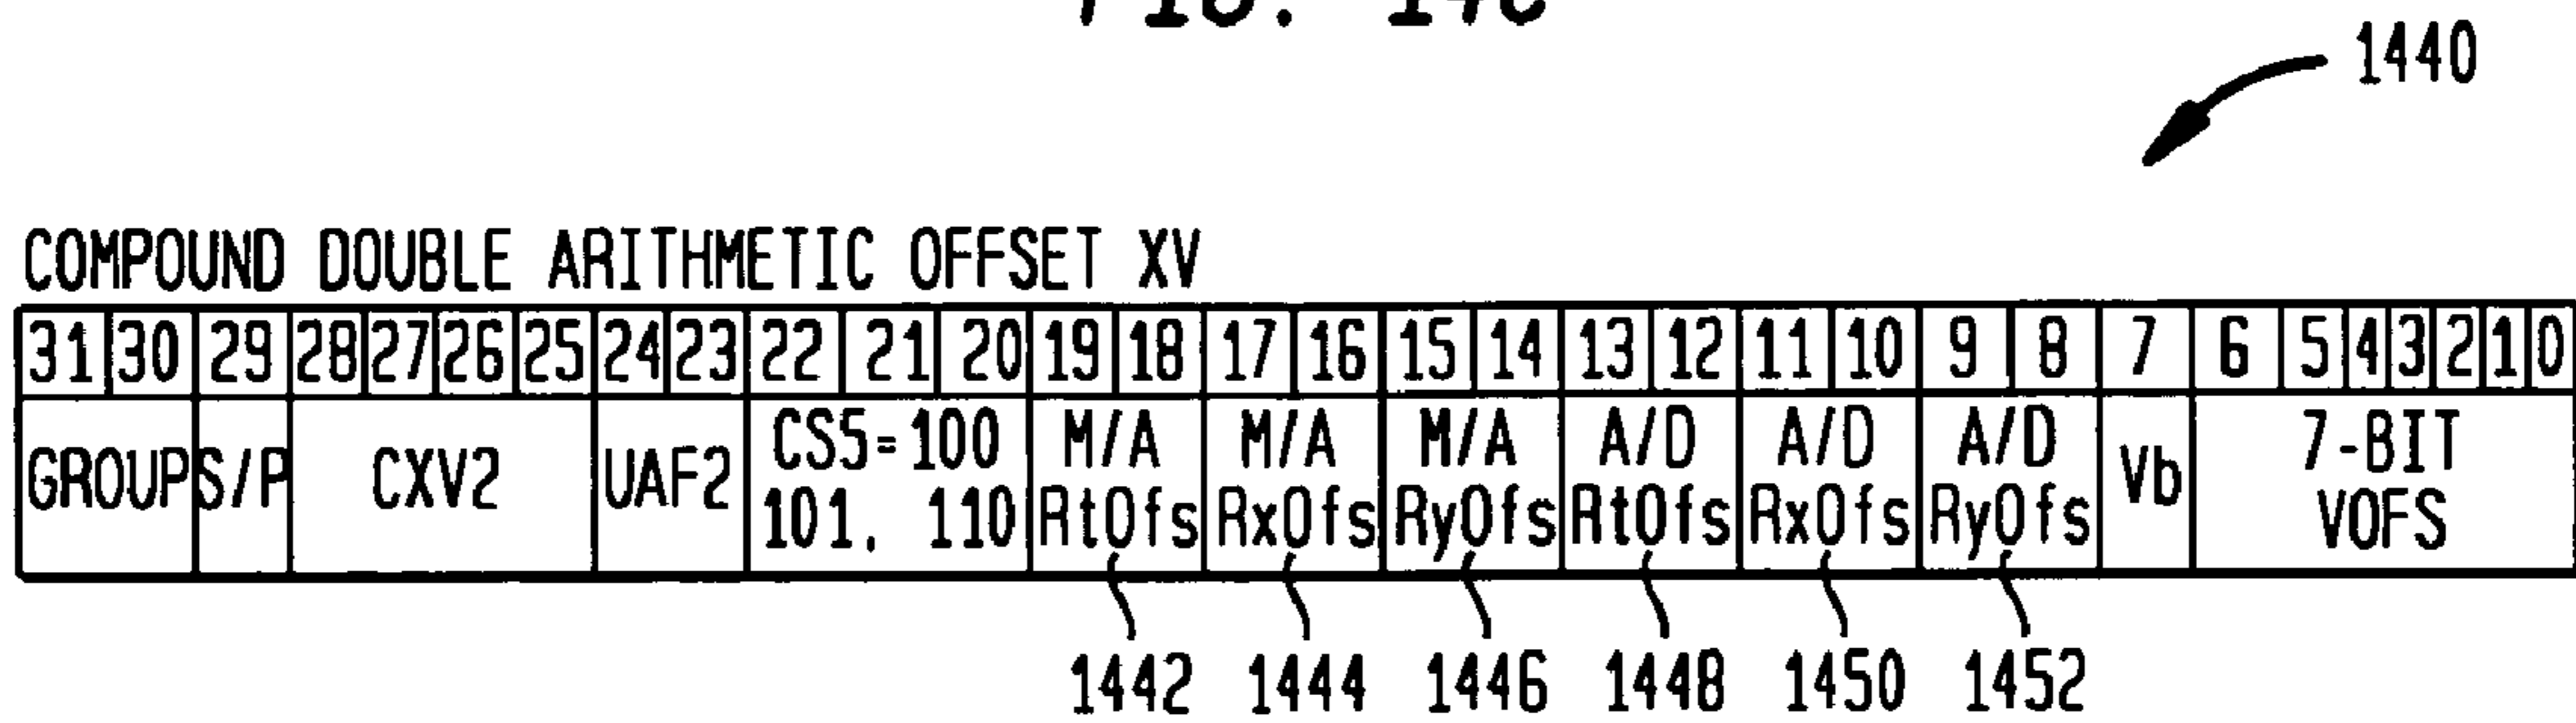 1440
COMPOUND DOUBLE ARITHMETIC OFFSET XV
31 30 29 28 27 26 25 24 23 22 21 20 19 18 17 16 15 14 13 12 11 10 9 8 7 6 5 4 3 2 1 0
GROUP S/P CXV2 UAF2 CS5=100 101, 110 M/A RtOfs M/A RxOfs M/A RyOfs A/D RtOfs A/D RxOfs A/D RyOfs Vb 7-BIT VOFS
1442 1444 1446 1448 1450 1452